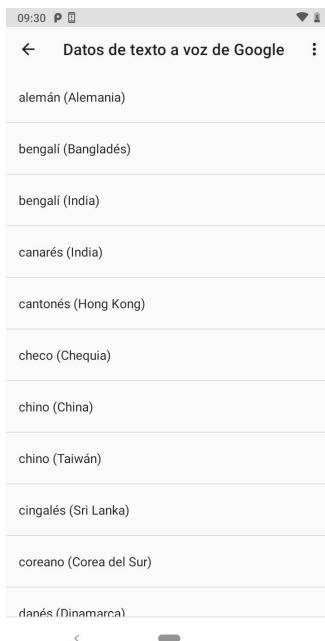 09:30
Datos de texto a voz de Google
alemán (Alemania)
bengalí (Bangladés)
bengalí (India)
canarés (India)
cantonés (Hong Kong)
checo (Chequia)
chino (China)
chino (Taiwán)
cingalés (Sri Lanka)
coreano (Corea del Sur)
danés (Dinamarca)